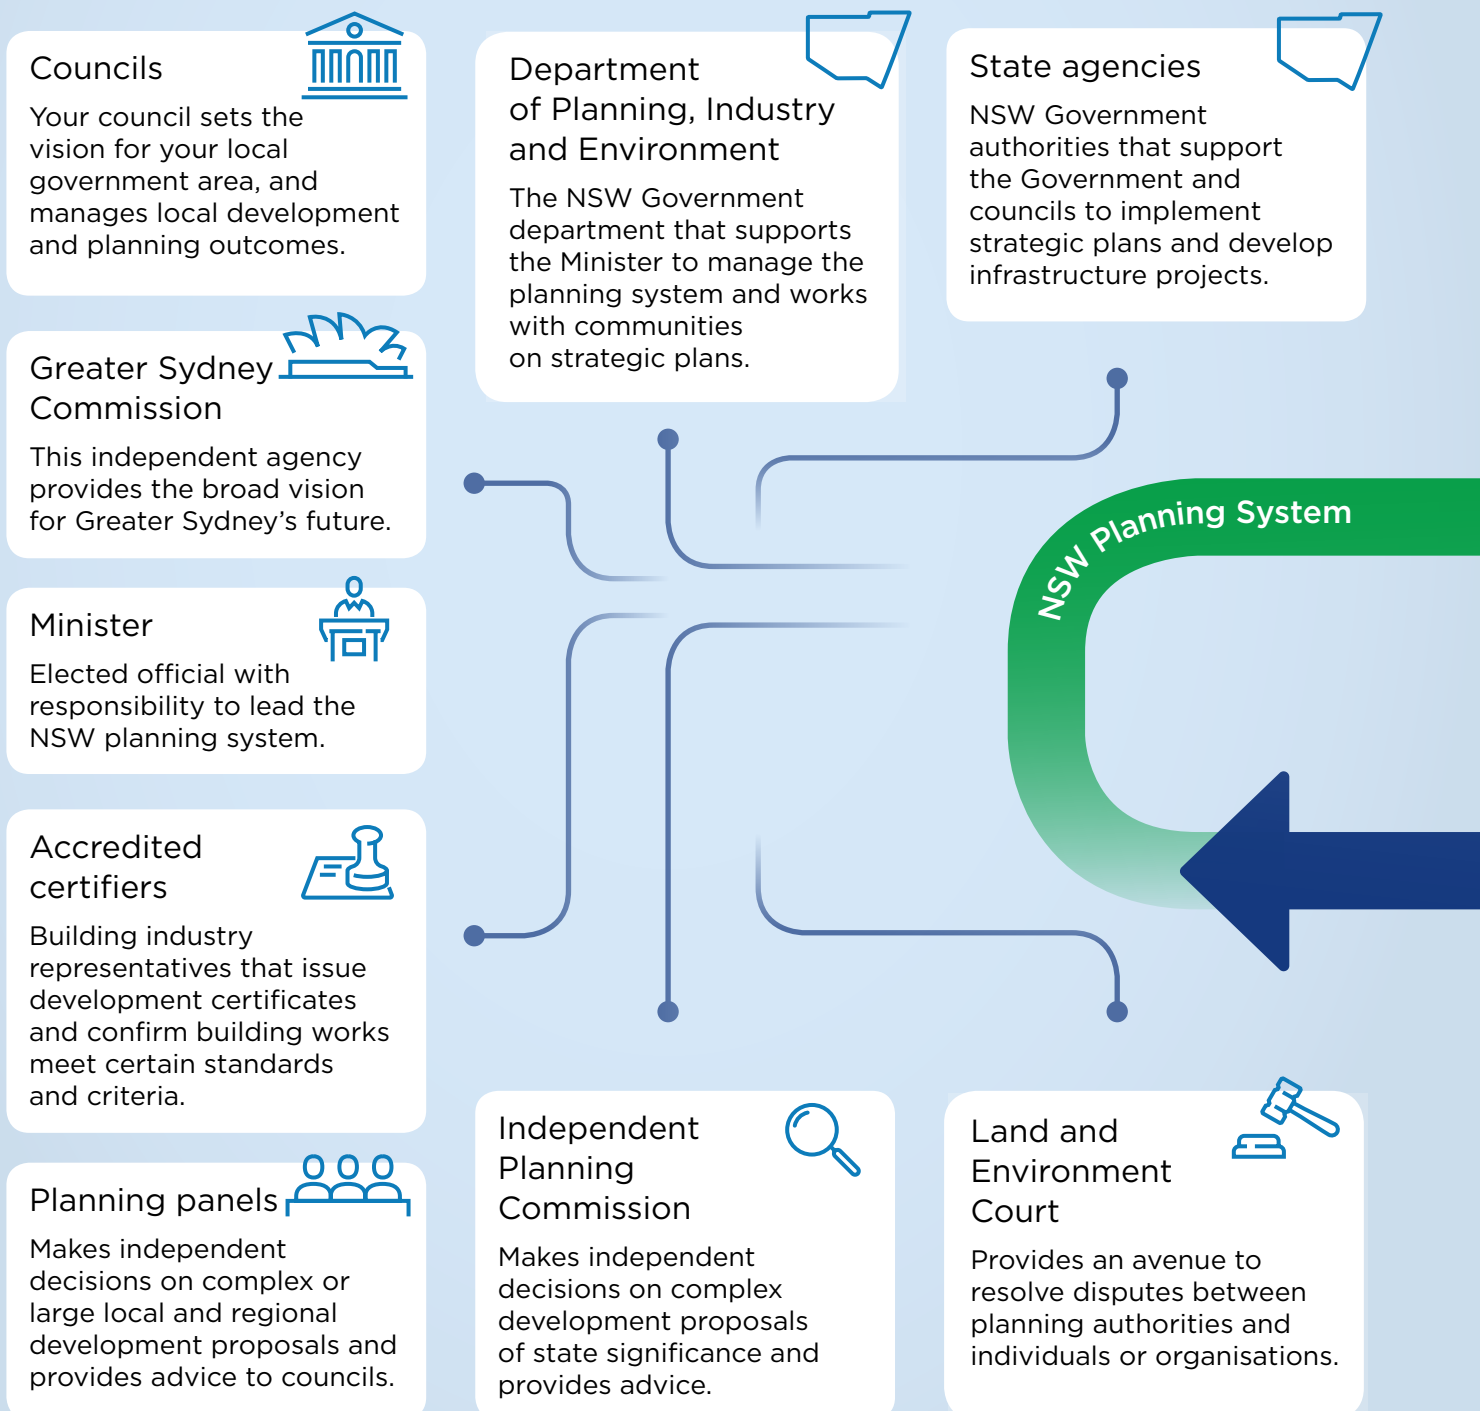 Councils
Your council sets the
vision for your local
government area, and
manages local development
and planning outcomes.
Greater Sydney
Commission
This independent agency
provides the broad vision
for Greater Sydney’s future.
Minister
Elected official with
responsibility to lead the
NSW planning system.
Accredited
certifiers
Building industry
representatives that issue
development certificates
and confirm building works
meet certain standards
and criteria.
Planning panels
Makes independent
decisions on complex or
large local and regional
development proposals and
provides advice to councils.
Department
of Planning, Industry
and Environment
The NSW Government
department that supports
the Minister to manage the
planning system and works
with communities
on strategic plans.
State agencies
NSW Government
authorities that support
the Government and
councils to implement
strategic plans and develop
infrastructure projects.
NSW Planning System
Independent
Planning
Commission
Makes independent
decisions on complex
development proposals
of state significance and
provides advice.
Land and
Environment
Court
Provides an avenue to
resolve disputes between
planning authorities and
individuals or organisations.